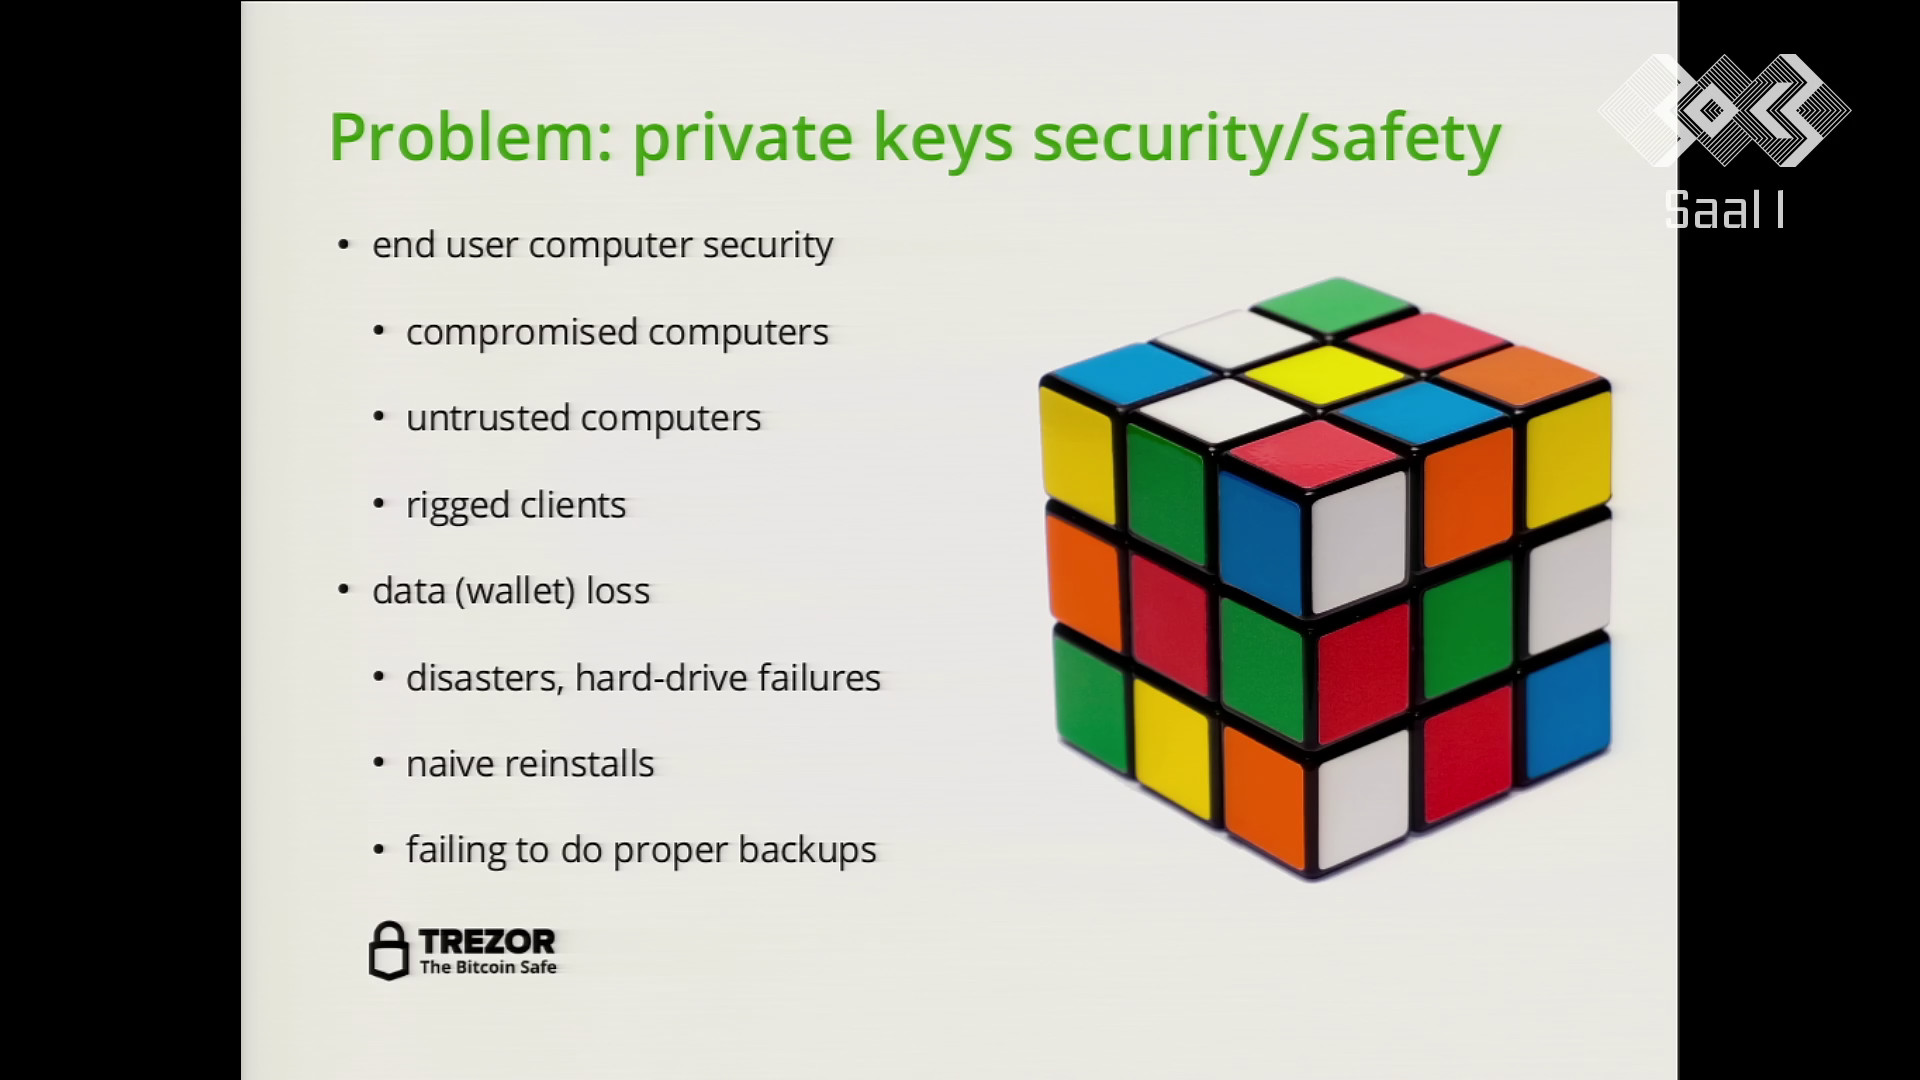 Problem: private keys security/safety
Saal 1
• end user computer security
• compromised computers
• untrusted computers
• rigged clients
• data (wallet) loss
• disasters, hard-drive failures
• naive reinstalls
• failing to do proper backups
TREZOR
The Bitcoin Safe